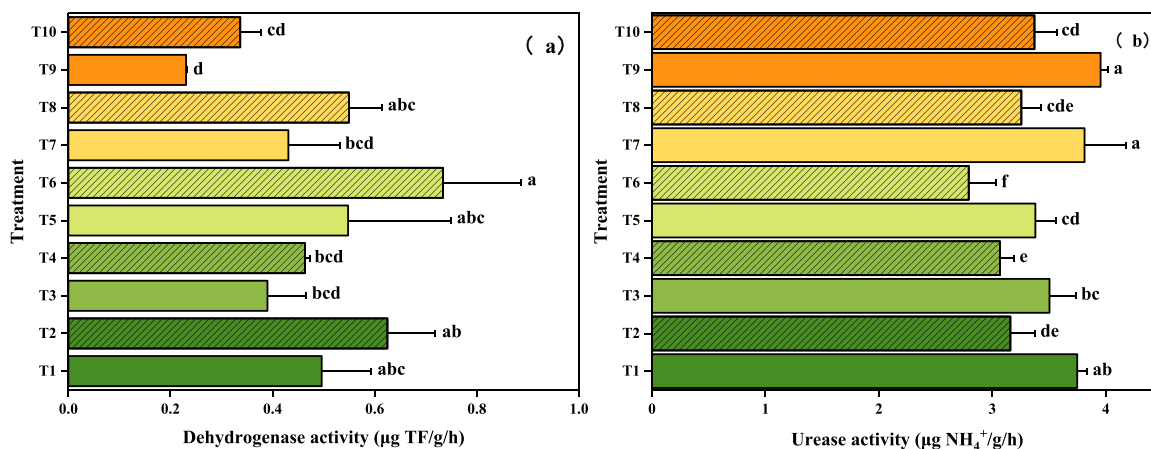 Treatment
T10
cd
( a)
T9
d
T8
abc
T7
bcd
T6
a
T5
abc
T4
bcd
T3
bcd
T2
ab
T1
abc
0.0 0.2 0.4 0.6 0.8 1.0
Dehydrogenase activity (μg TF/g/h)
Treatment
T10
cd
( b)
T9
a
T8
cde
T7
a
T6
f
T5
cd
T4
e
T3
bc
T2
de
T1
ab
0 1 2 3 4
Urease activity (μg NH₄⁺/g/h)